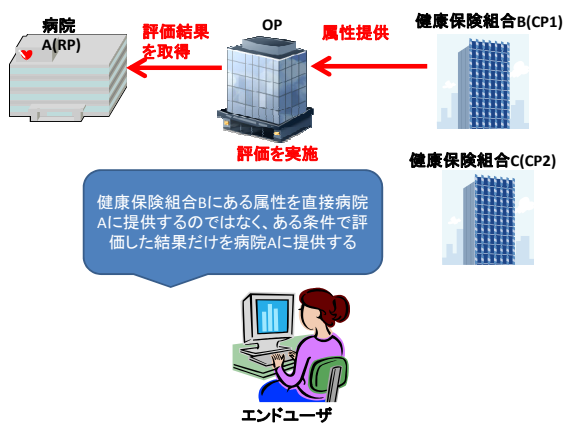 病院
A(RP)
評価結果
を取得
OP
属性提供
健康保険組合B(CP1)
評価を実施
健康保険組合C(CP2)
健康保険組合Bにある属性を直接病院
Aに提供するのではなく、ある条件で評
価した結果だけを病院Aに提供する
エンドユーザ